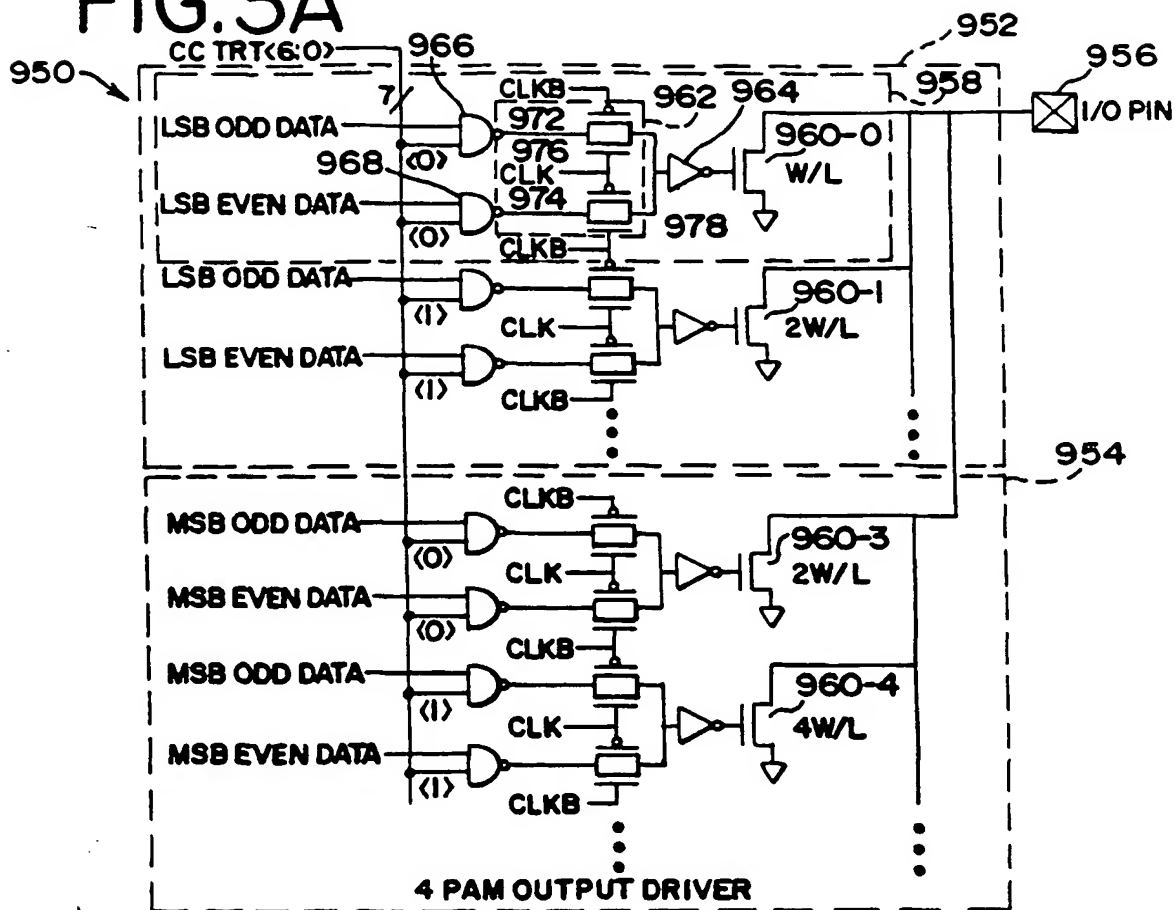 FIG.5A
CC TRT<6:0>
966
952
950
956
7
CLKB
962
964
958
LSB ODD DATA
972
960-0
I/O PIN
968
<0>
976
W/L
CLK
LSB EVEN DATA
974
<0>
978
CLKB
LSB ODD DATA
960-1
<1>
CLK
2W/L
LSB EVEN DATA
<1>
CLKB
954
CLKB
MSB ODD DATA
960-3
<0>
CLK
2W/L
MSB EVEN DATA
<0>
CLKB
MSB ODD DATA
960-4
<1>
CLK
4W/L
MSB EVEN DATA
<1>
CLKB
4 PAM OUTPUT DRIVER